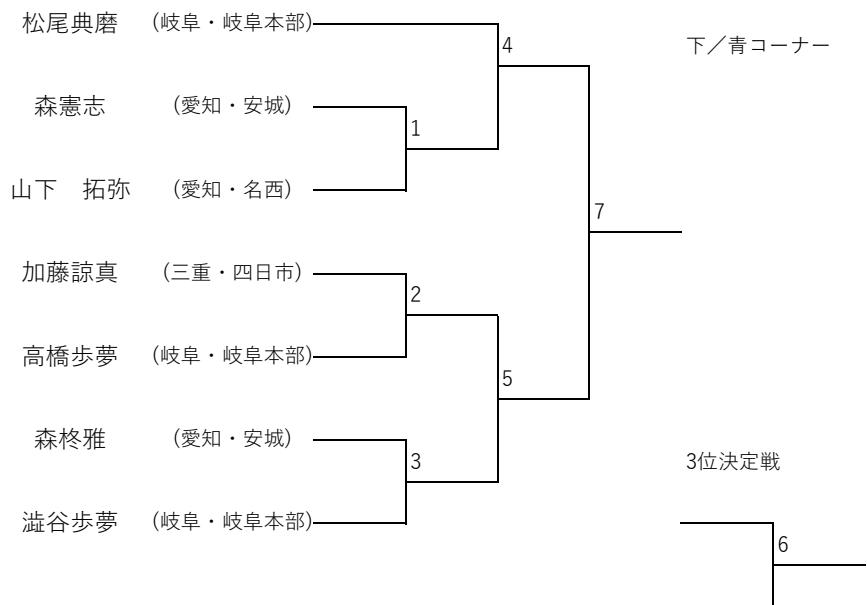 松尾典磨 (岐阜・岐阜本部)
4
下／青コーナー
森憲志 (愛知・安城)
1
山下　拓弥 (愛知・名西)
7
加藤諒真 (三重・四日市)
2
高橋歩夢 (岐阜・岐阜本部)
5
森柊雅 (愛知・安城)
3
3位決定戦
澁谷歩夢 (岐阜・岐阜本部)
6